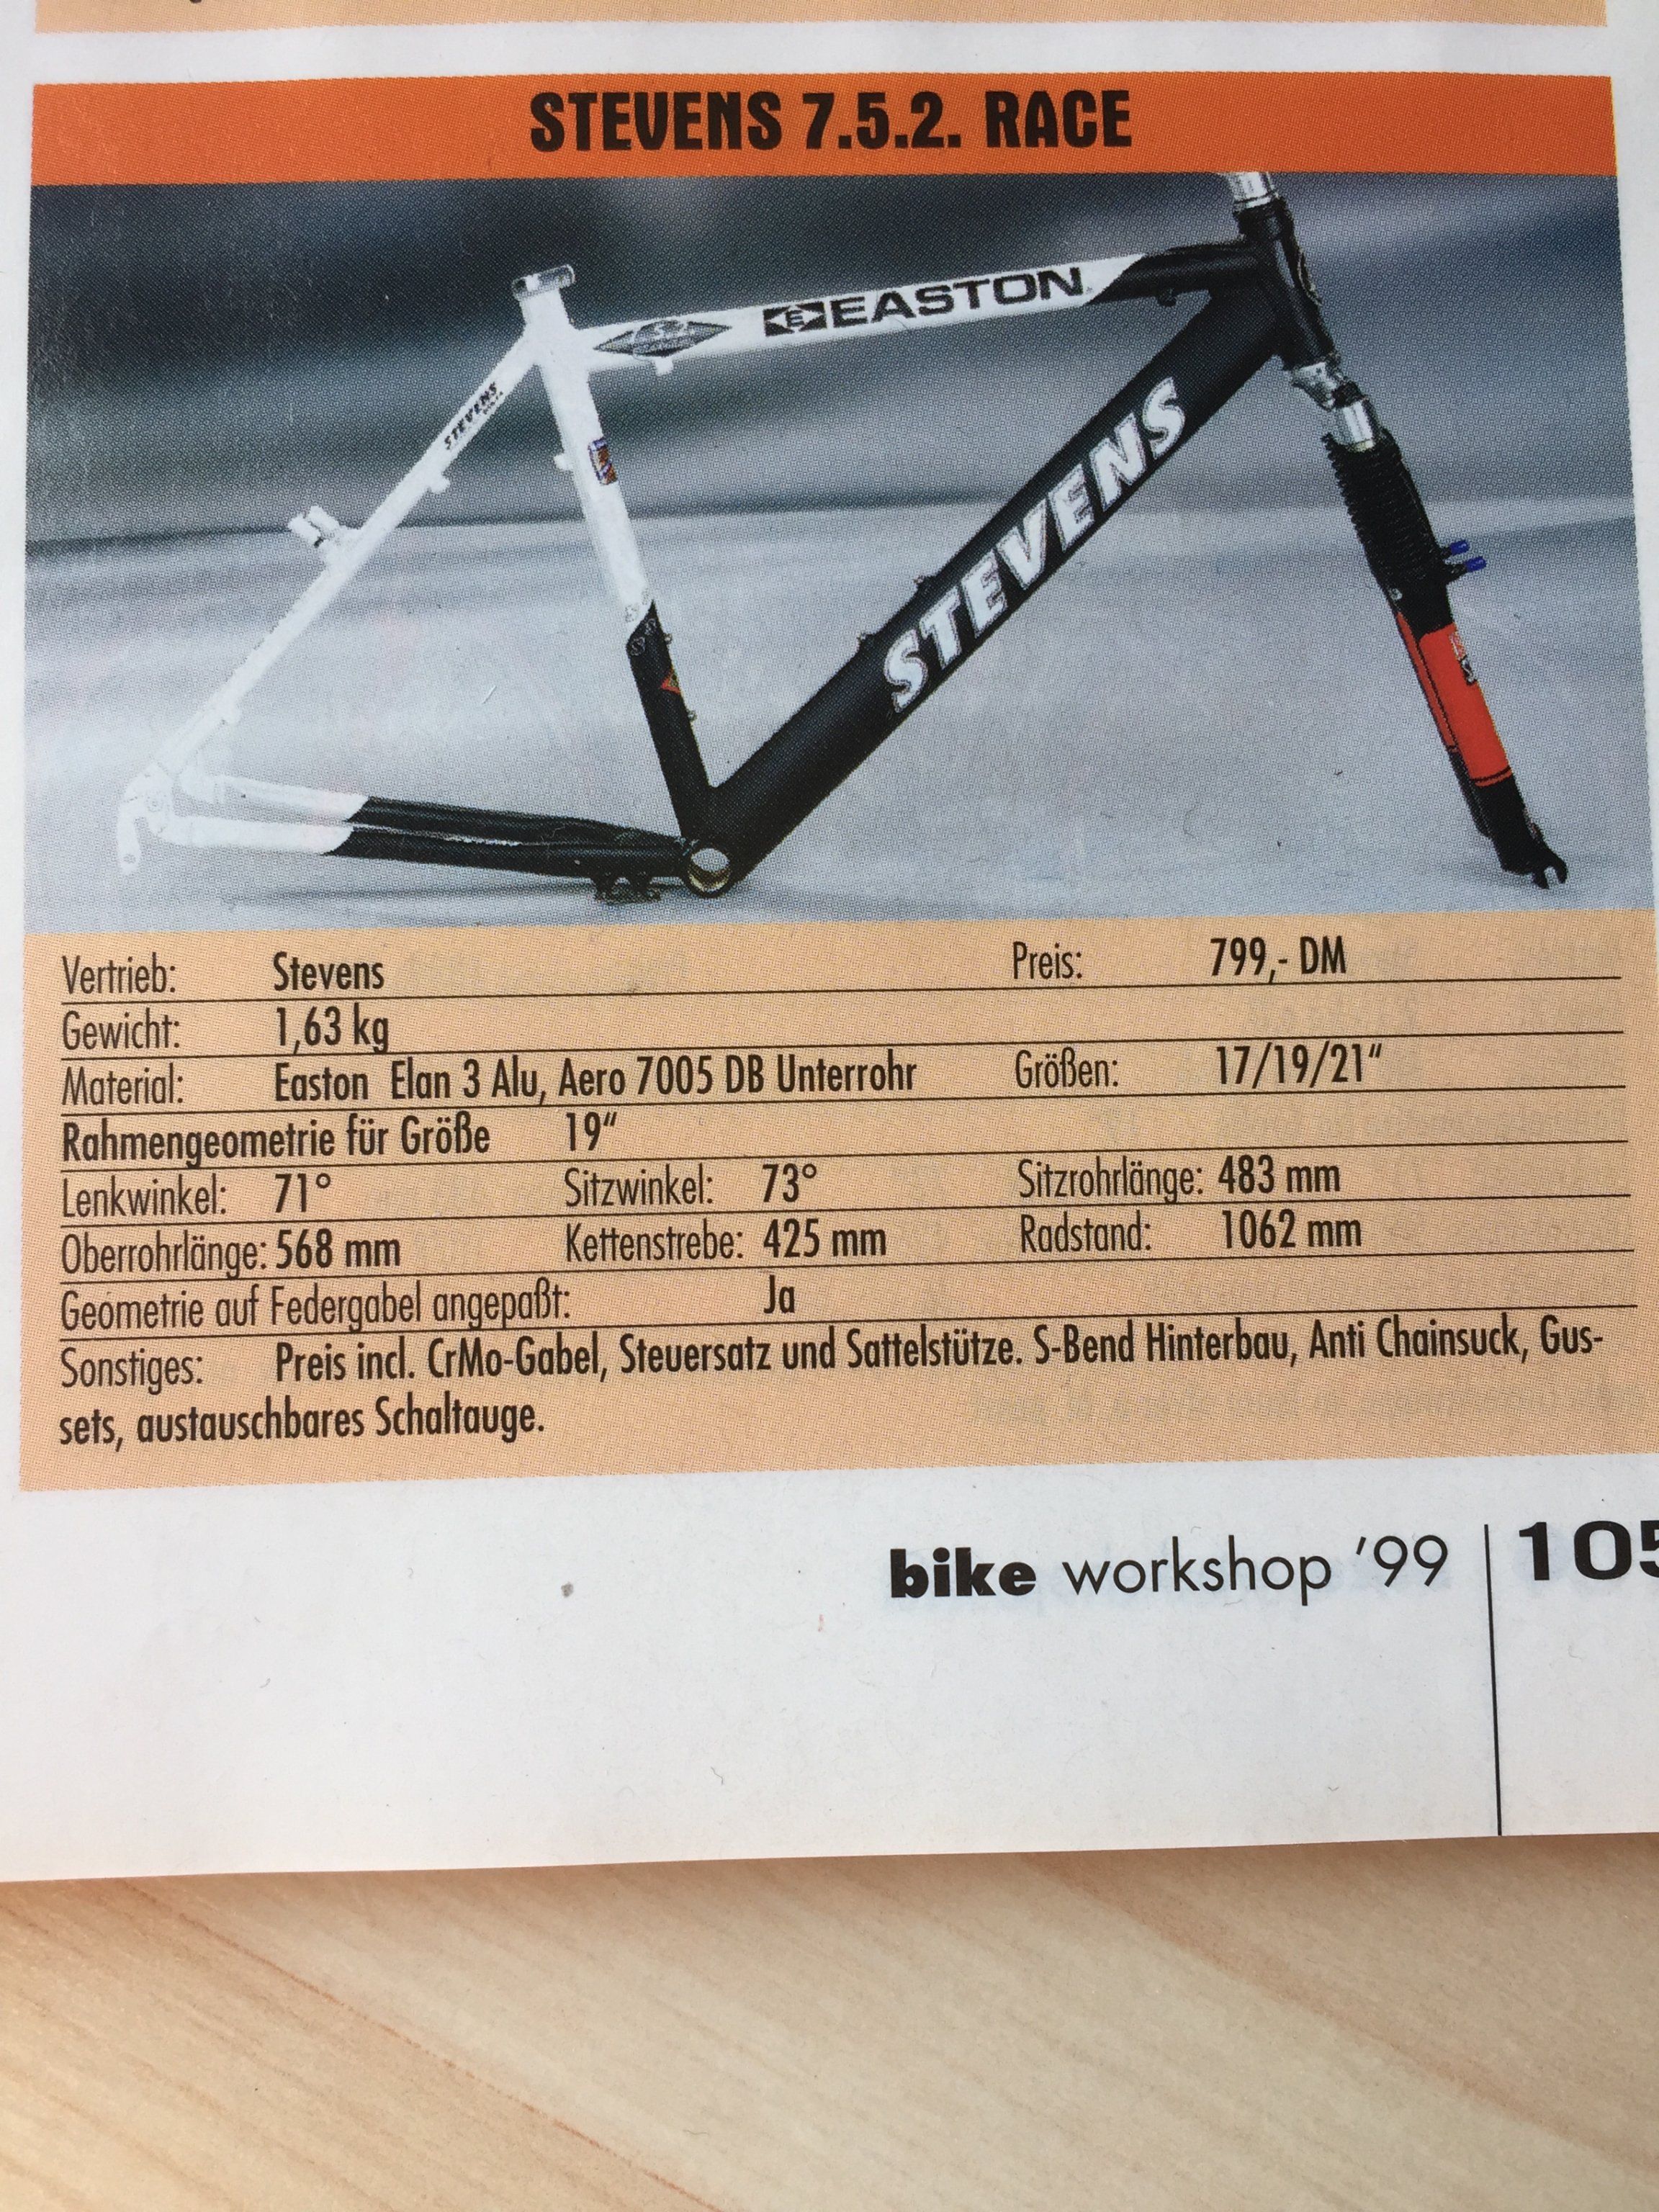 STEVENS 7.5.2. RACE
EASTON
STEVENS
STEVENS
Vertrieb: Stevens Preis: 799,- DM
Gewicht: 1,63 kg
Material: Easton Elan 3 Alu, Aero 7005 DB Unterrohr Größen: 17/19/21“
Rahmengeometrie für Größe 19“
Lenkwinkel: 71° Sitzwinkel: 73° Sitzrohrlänge: 483 mm
Oberrohrlänge: 568 mm Kettenstrebe: 425 mm Radstand: 1062 mm
Geometrie auf Federgabel angepaßt: Ja
Sonstiges: Preis incl. CrMo-Gabel, Steuersatz und Sattelstütze. S-Bend Hinterbau, Anti Chainsuck, Gus-
sets, austauschbares Schaltauge.
bike workshop '99 | 105